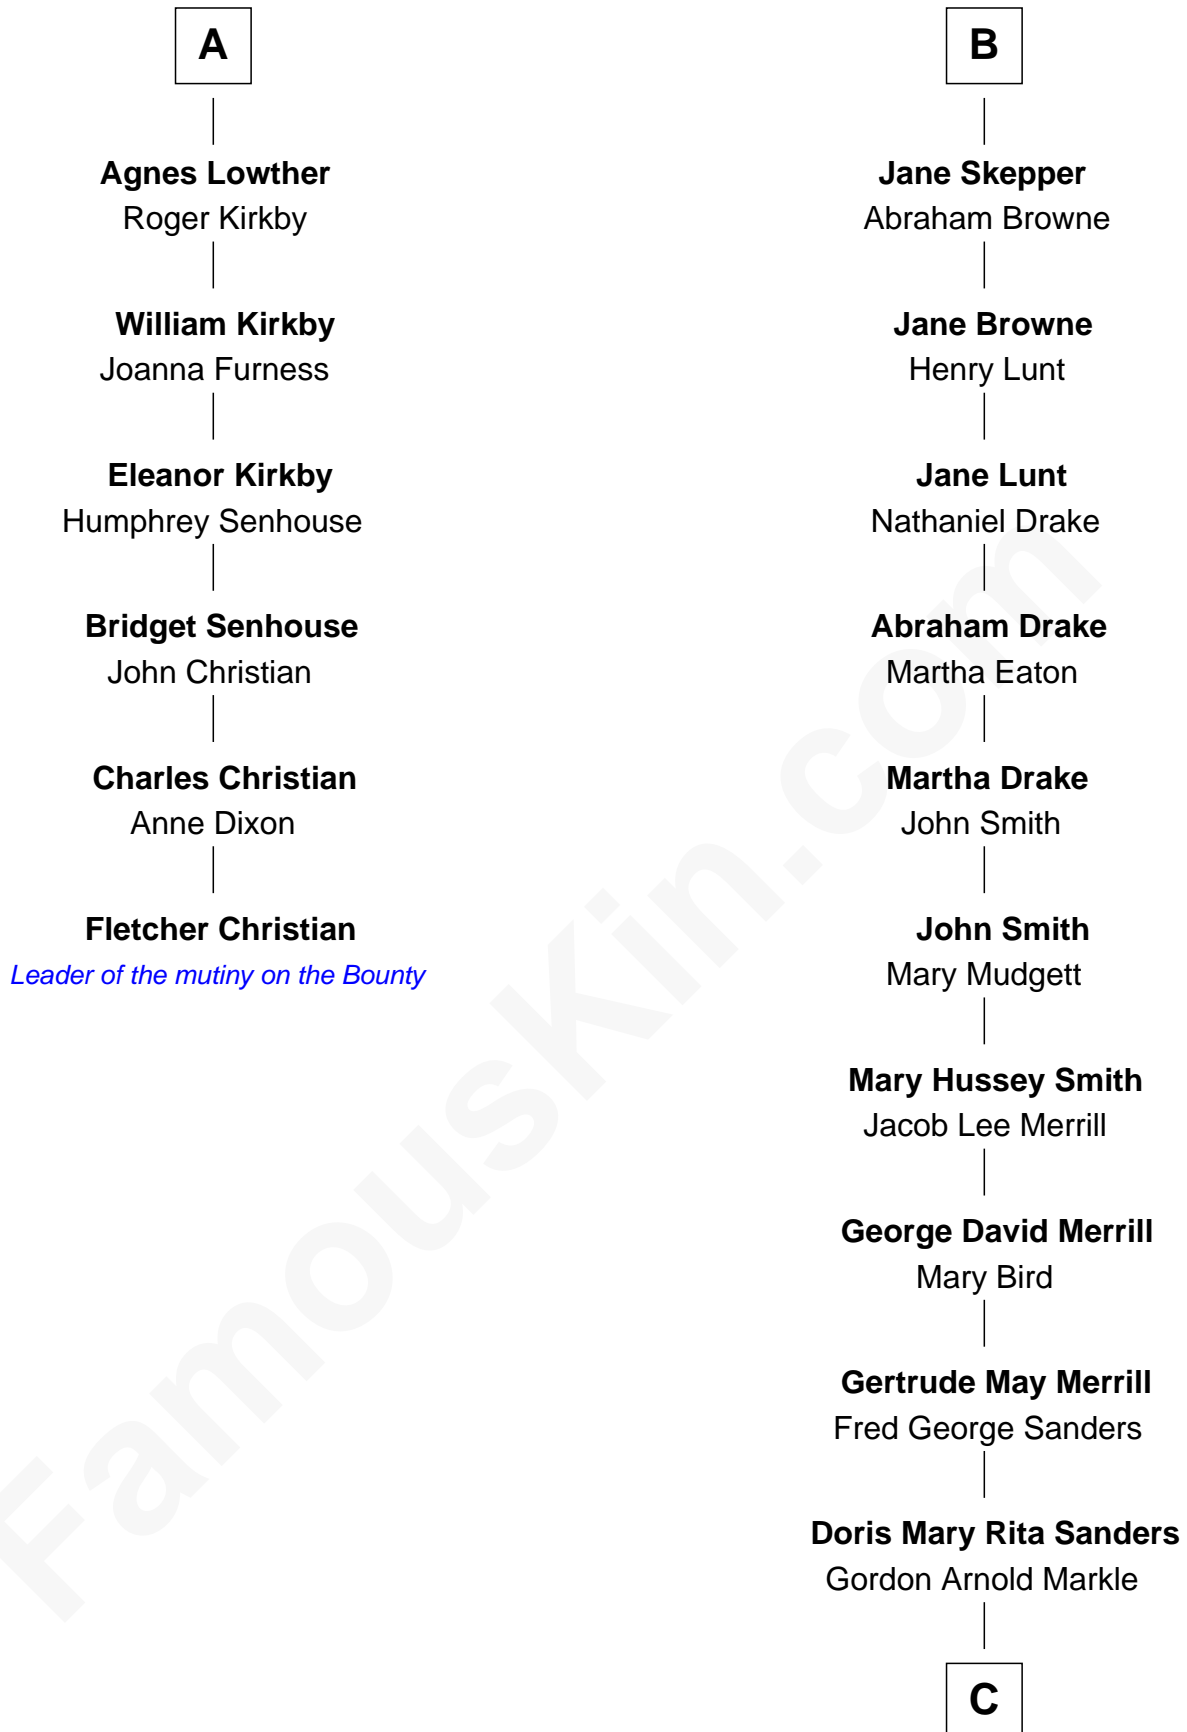 A
Agnes Lowther
Roger Kirkby
William Kirkby
Joanna Furness
Eleanor Kirkby
Humphrey Senhouse
Bridget Senhouse
John Christian
Charles Christian
Anne Dixon
Fletcher Christian
Leader of the mutiny on the Bounty
B
Jane Skepper
Abraham Browne
Jane Browne
Henry Lunt
Jane Lunt
Nathaniel Drake
Abraham Drake
Martha Eaton
Martha Drake
John Smith
John Smith
Mary Mudgett
Mary Hussey Smith
Jacob Lee Merrill
George David Merrill
Mary Bird
Gertrude May Merrill
Fred George Sanders
Doris Mary Rita Sanders
Gordon Arnold Markle
C
FamousKin.com